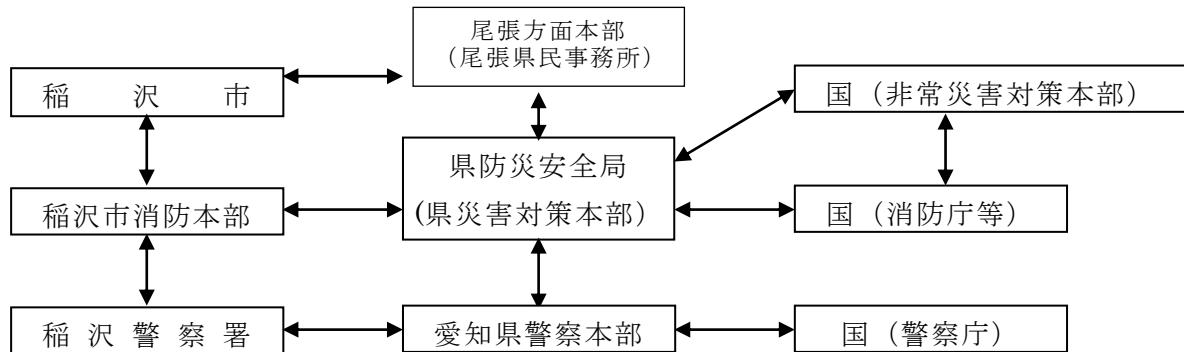 尾張方面本部
（尾張県民事務所）
稲沢市
国（非常災害対策本部）
県防災安全局
(県災害対策本部）
稲沢市消防本部
国（消防庁等）
稲沢警察署
愛知県警察本部
国（警察庁）